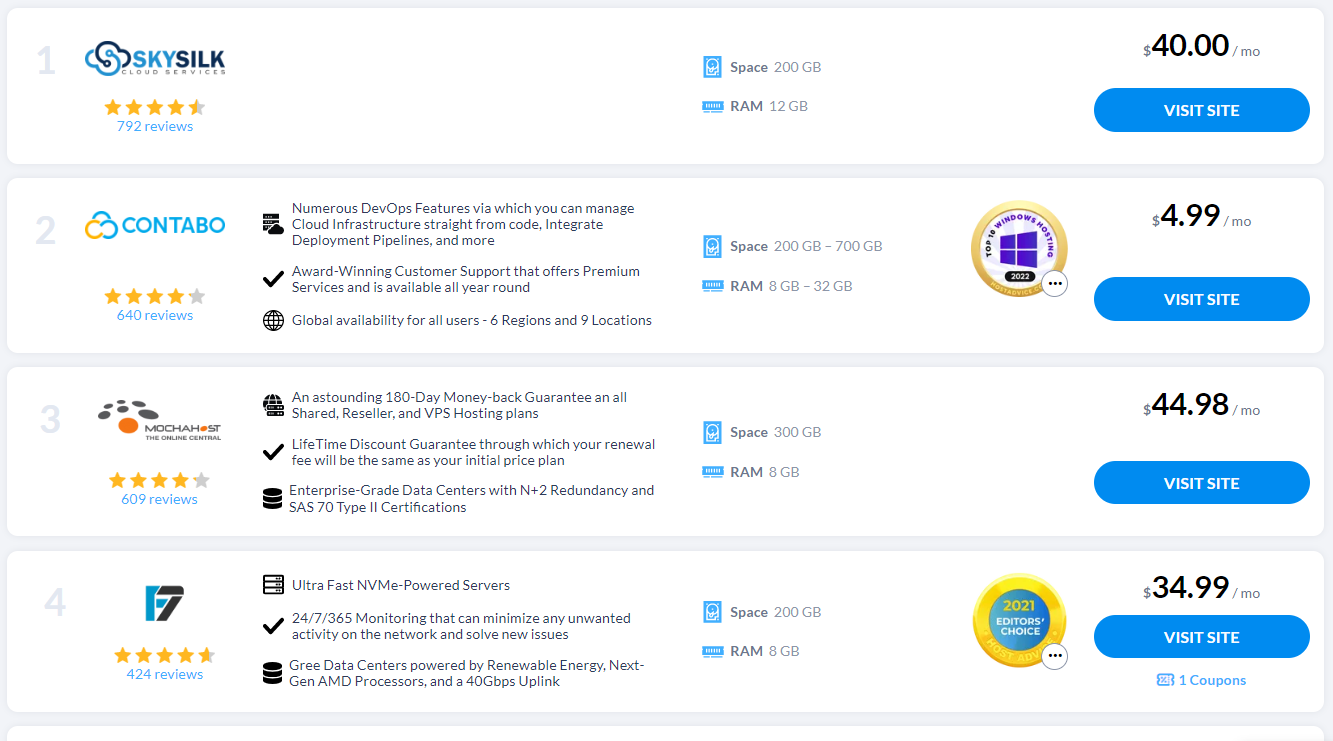 1
SKYSILK
CLOUD SERVICES
792 reviews
Space 200 GB
RAM 12 GB
$40.00 / mo
VISIT SITE
2
CONTABO
640 reviews
Numerous DevOps Features via which you can manage
Cloud Infrastructure straight from code, Integrate
Deployment Pipelines, and more
Award-Winning Customer Support that offers Premium
Services and is available all year round
Global availability for all users - 6 Regions and 9 Locations
Space 200 GB – 700 GB
RAM 8 GB – 32 GB
TOP 10 WINDOWS HOSTING
2022
HOSTADVICE.COM
$4.99 / mo
VISIT SITE
3
MOCHAHOST
THE ONLINE CENTRAL
609 reviews
An astounding 180-Day Money-back Guarantee an all
Shared, Reseller, and VPS Hosting plans
LifeTime Discount Guarantee through which your renewal
fee will be the same as your initial price plan
Enterprise-Grade Data Centers with N+2 Redundancy and
SAS 70 Type II Certifications
Space 300 GB
RAM 8 GB
$44.98 / mo
VISIT SITE
4
F7
424 reviews
Ultra Fast NVMe-Powered Servers
24/7/365 Monitoring that can minimize any unwanted
activity on the network and solve new issues
Gree Data Centers powered by Renewable Energy, Next-
Gen AMD Processors, and a 40Gbps Uplink
Space 200 GB
RAM 8 GB
2021
EDITORS'
CHOICE
HOST ADVICE
$34.99 / mo
VISIT SITE
1 Coupons